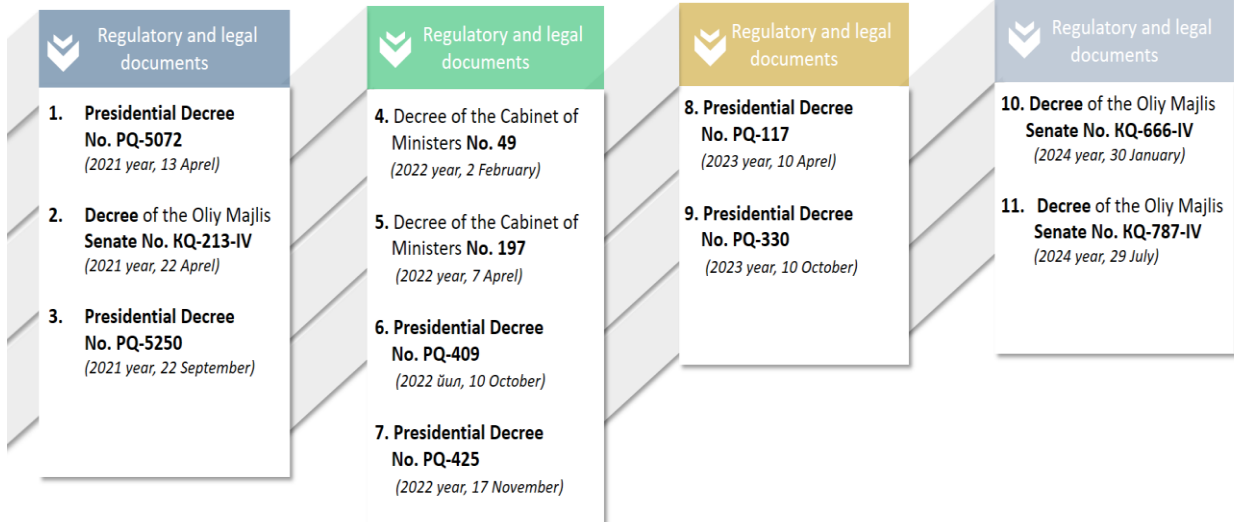 Regulatory and legal
documents
1. Presidential Decree
No. PQ-5072
(2021 year, 13 Aprel)
2. Decree of the Oliy Majlis
Senate No. KQ-213-IV
(2021 year, 22 Aprel)
3. Presidential Decree
No. PQ-5250
(2021 year, 22 September)
Regulatory and legal
documents
4. Decree of the Cabinet of
Ministers No. 49
(2022 year, 2 February)
5. Decree of the Cabinet of
Ministers No. 197
(2022 year, 7 Aprel)
6. Presidential Decree
No. PQ-409
(2022 йил, 10 October)
7. Presidential Decree
No. PQ-425
(2022 year, 17 November)
Regulatory and legal
documents
8. Presidential Decree
No. PQ-117
(2023 year, 10 Aprel)
9. Presidential Decree
No. PQ-330
(2023 year, 10 October)
Regulatory and legal
documents
10. Decree of the Oliy Majlis
Senate No. KQ-666-IV
(2024 year, 30 January)
11. Decree of the Oliy Majlis
Senate No. KQ-787-IV
(2024 year, 29 July)